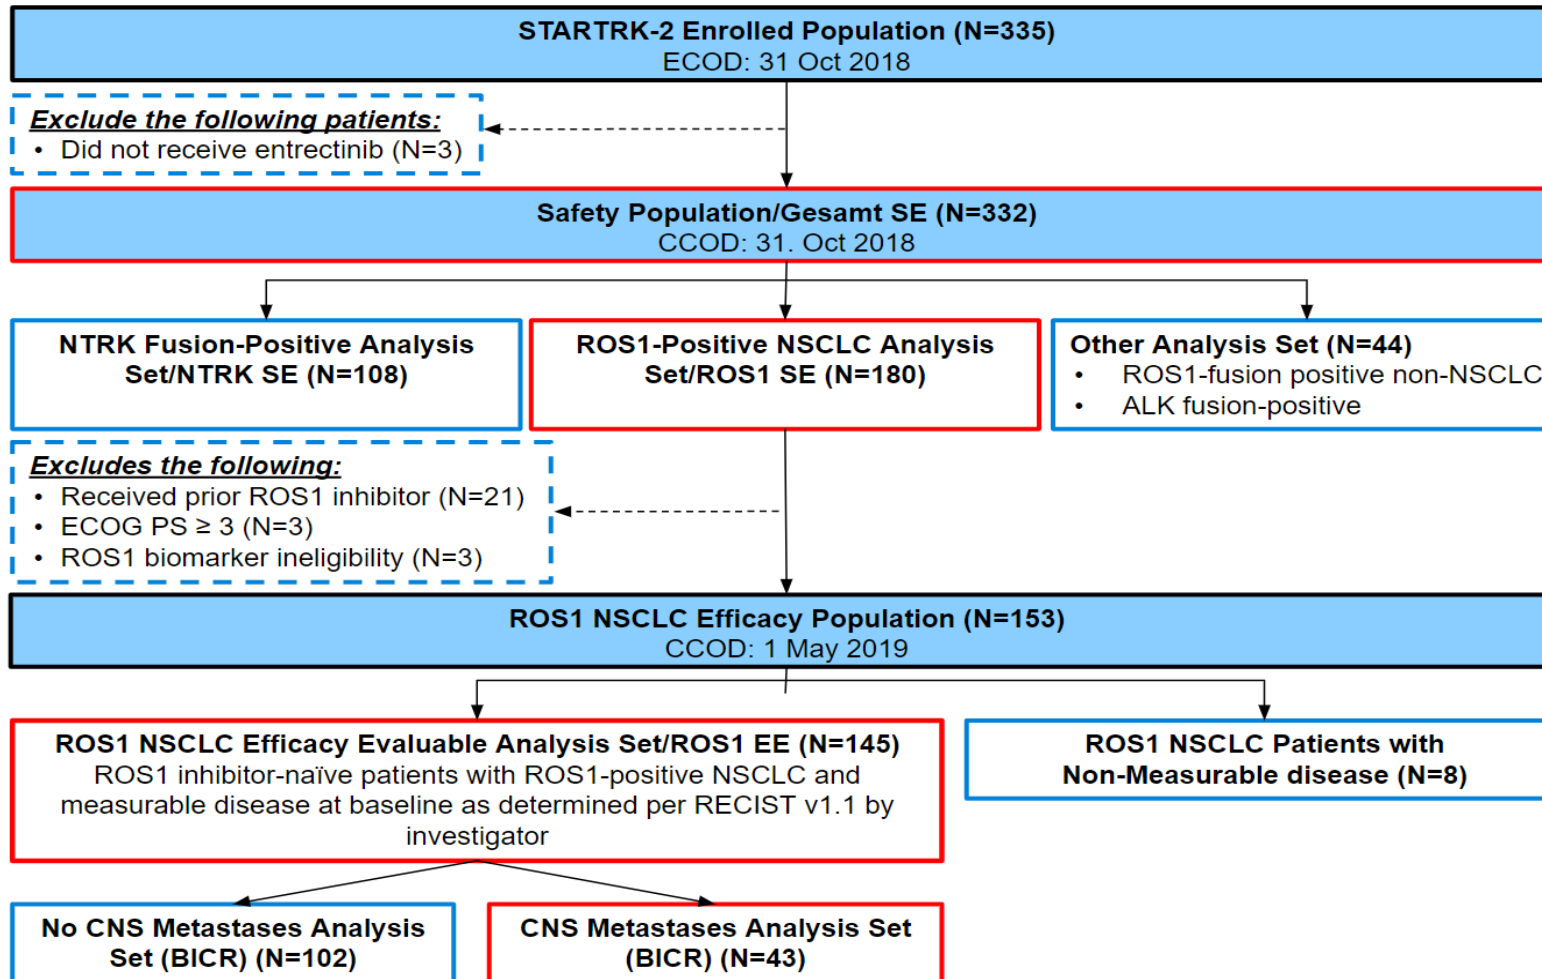 STARTRK-2 Enrolled Population (N=335)
ECOD: 31 Oct 2018
Exclude the following patients:
• Did not receive entrectinib (N=3)
Safety Population/Gesamt SE (N=332)
CCOD: 31. Oct 2018
NTRK Fusion-Positive Analysis
Set/NTRK SE (N=108)
ROS1-Positive NSCLC Analysis
Set/ROS1 SE (N=180)
Other Analysis Set (N=44)
• ROS1-fusion positive non-NSCLC
• ALK fusion-positive
Excludes the following:
• Received prior ROS1 inhibitor (N=21)
• ECOG PS ≥ 3 (N=3)
• ROS1 biomarker ineligibility (N=3)
ROS1 NSCLC Efficacy Population (N=153)
CCOD: 1 May 2019
ROS1 NSCLC Efficacy Evaluable Analysis Set/ROS1 EE (N=145)
ROS1 inhibitor-naïve patients with ROS1-positive NSCLC and
measurable disease at baseline as determined per RECIST v1.1 by
investigator
ROS1 NSCLC Patients with
Non-Measurable disease (N=8)
No CNS Metastases Analysis
Set (BICR) (N=102)
CNS Metastases Analysis Set
(BICR) (N=43)